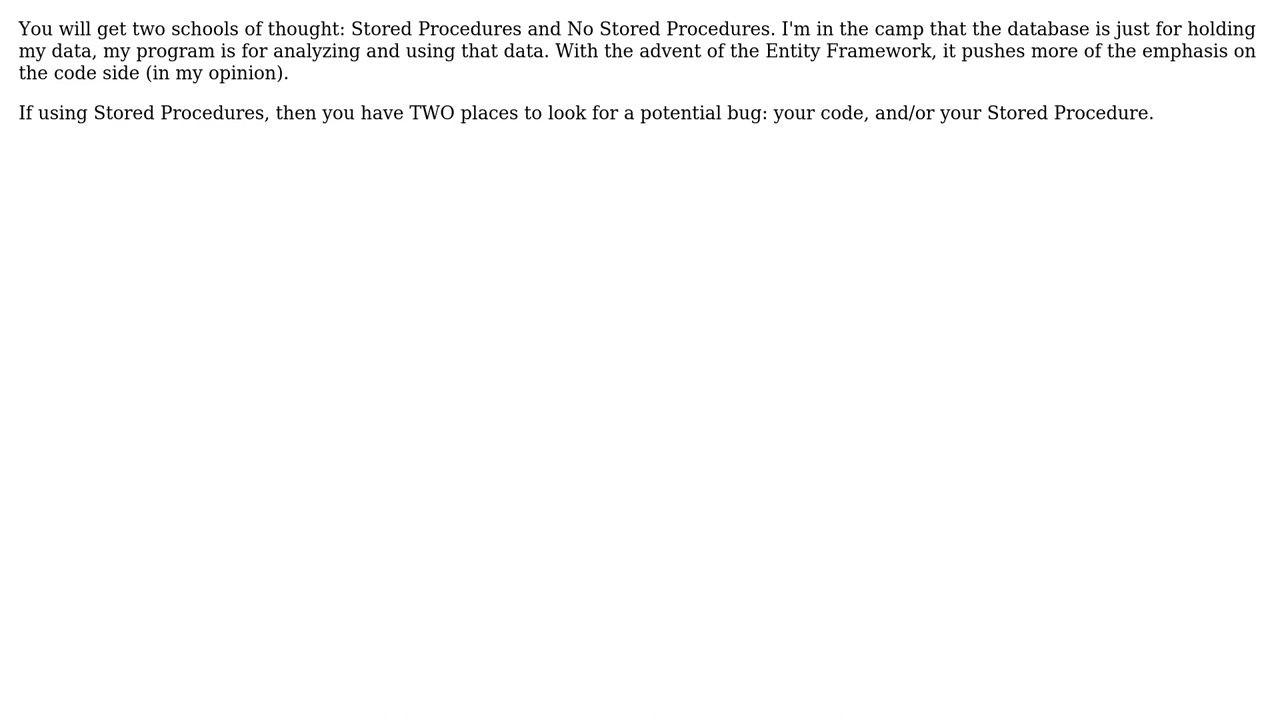 You will get two schools of thought: Stored Procedures and No Stored Procedures. I'm in the camp that the database is just for holding
my data, my program is for analyzing and using that data. With the advent of the Entity Framework, it pushes more of the emphasis on
the code side (in my opinion).
If using Stored Procedures, then you have TWO places to look for a potential bug: your code, and/or your Stored Procedure.